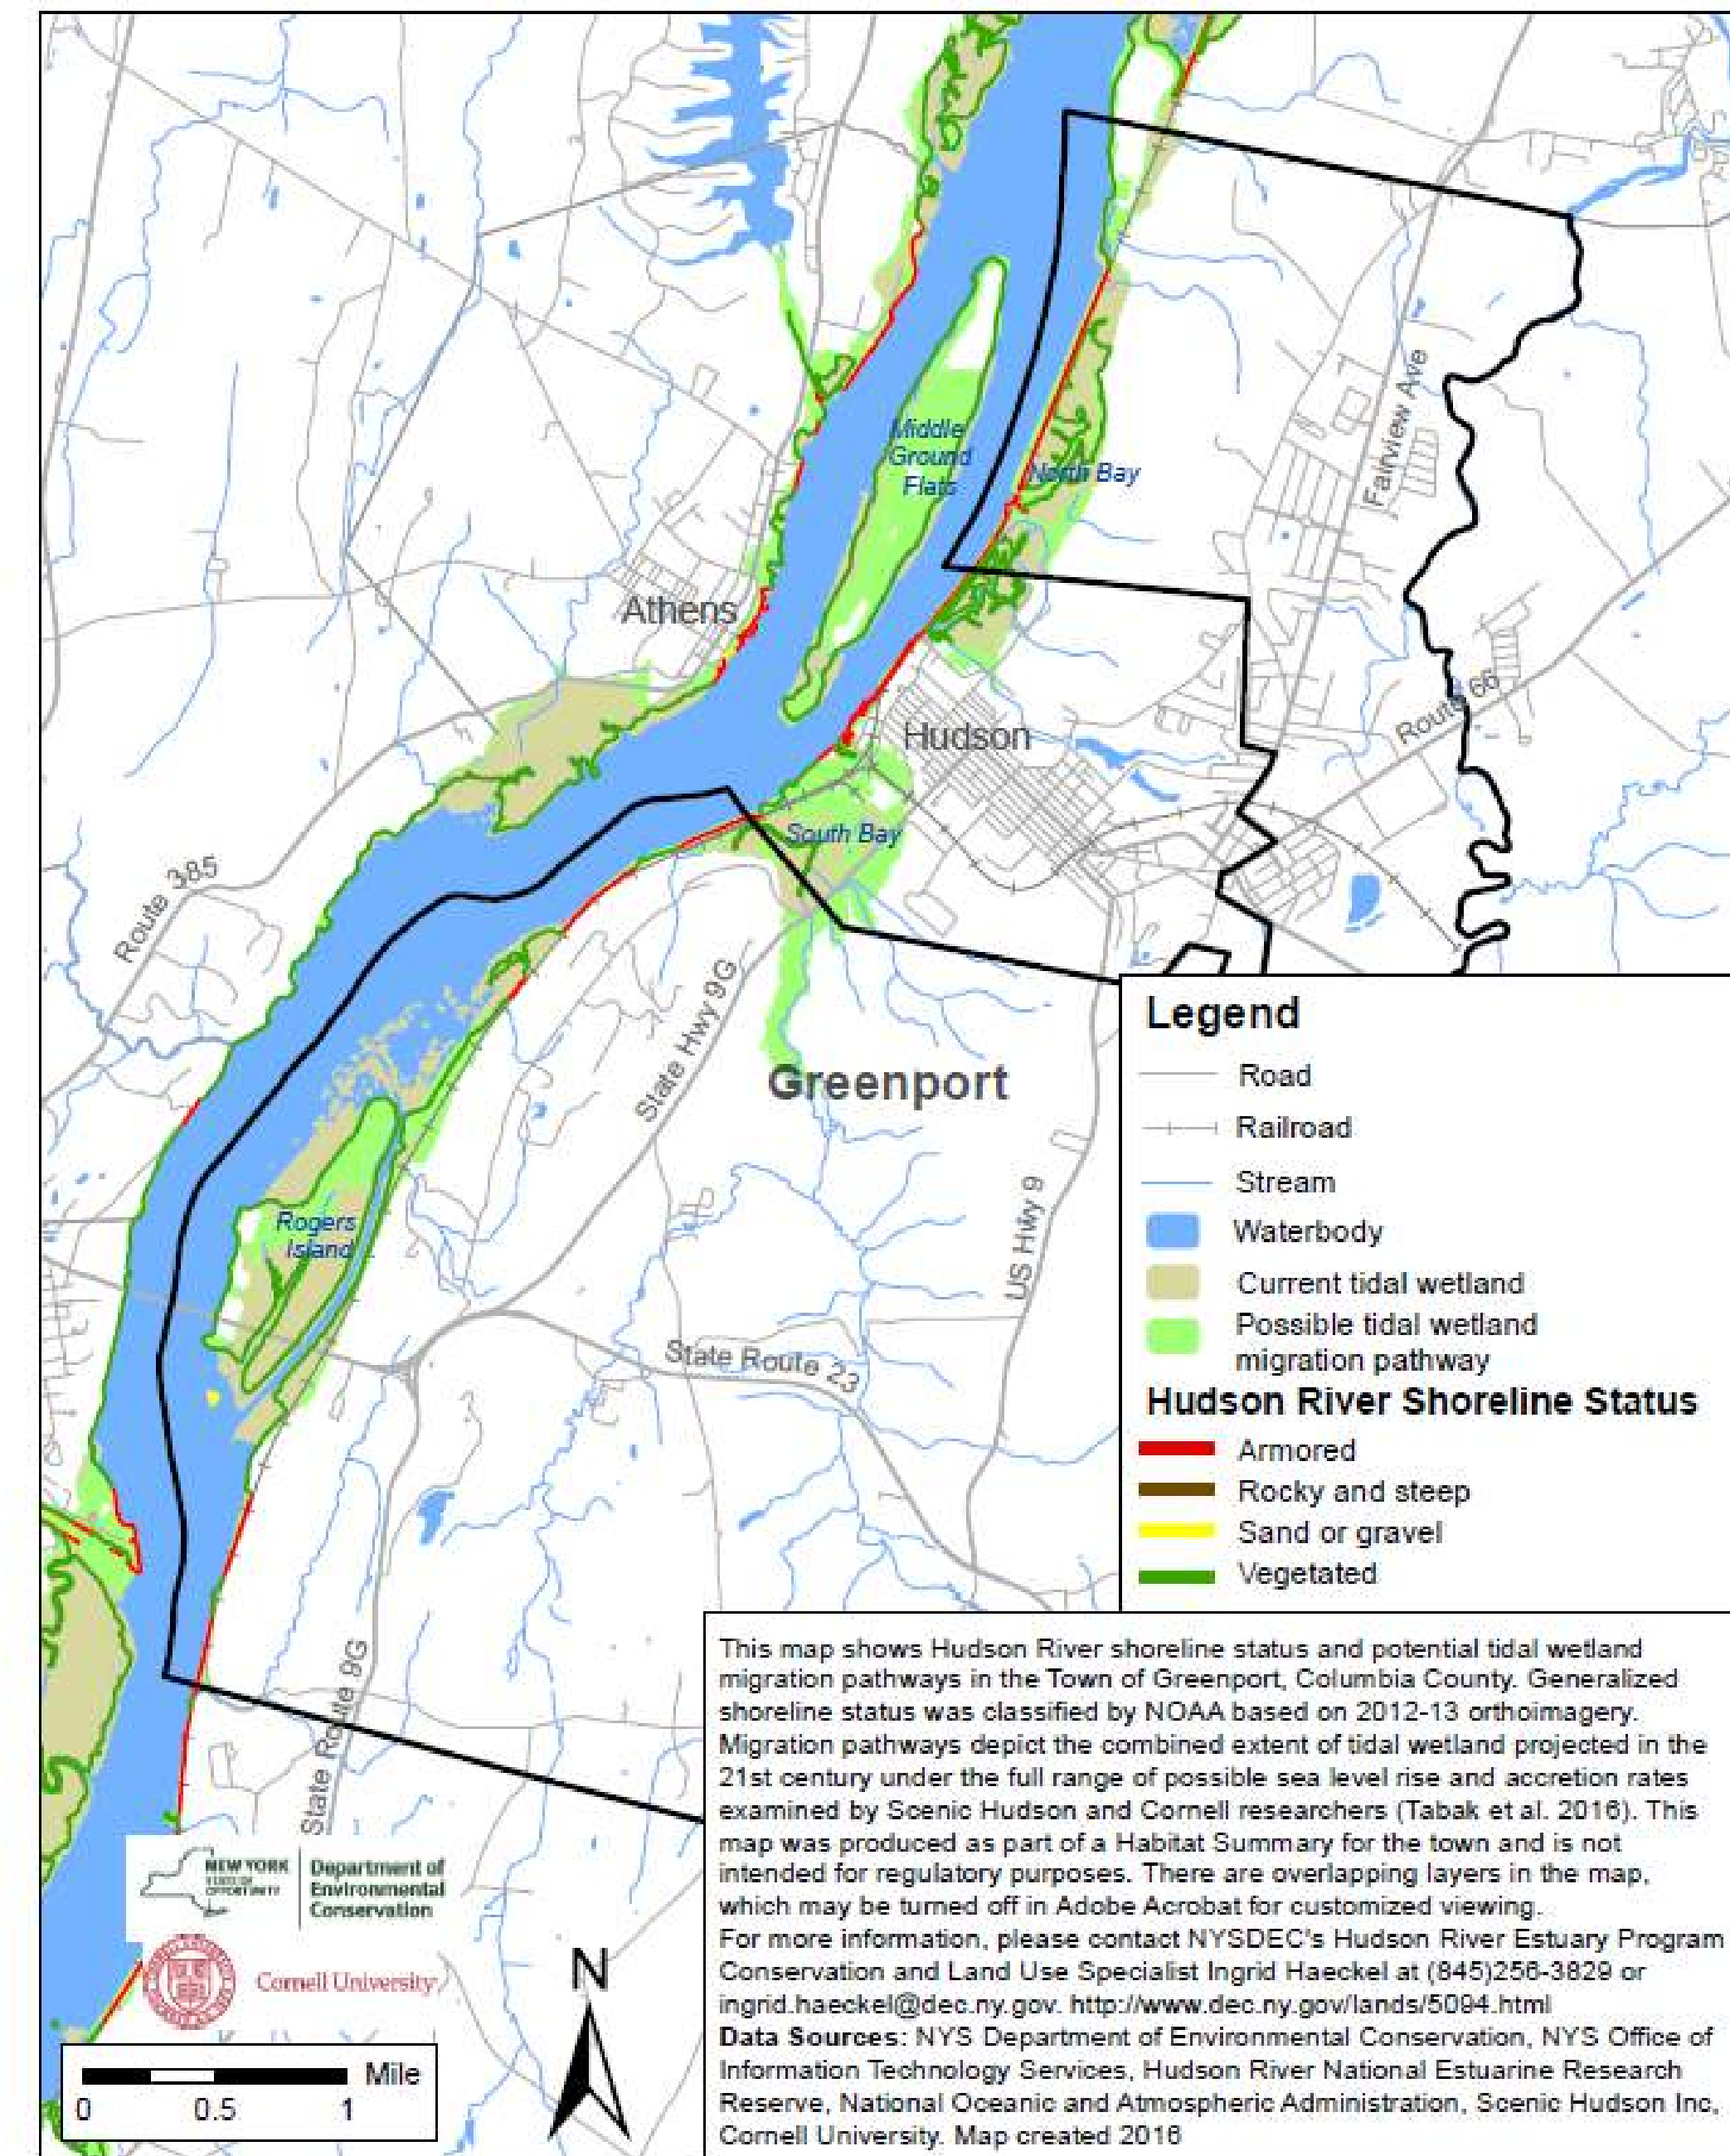 Middle
Ground
Flats
North Bay
Fairview Ave
Athens
Route 66
Hudson
South Bay
Route 385
State Hwy 9G
Greenport
Rogers
Island
US Hwy 9
State Route 23
State Route 9G
Legend
Road
Railroad
Stream
Waterbody
Current tidal wetland
Possible tidal wetland
migration pathway
Hudson River Shoreline Status
Armored
Rocky and steep
Sand or gravel
Vegetated
This map shows Hudson River shoreline status and potential tidal wetland
migration pathways in the Town of Greenport, Columbia County. Generalized
shoreline status was classified by NOAA based on 2012-13 orthoimagery.
Migration pathways depict the combined extent of tidal wetland projected in the
21st century under the full range of possible sea level rise and accretion rates
examined by Scenic Hudson and Cornell researchers (Tabak et al. 2016). This
map was produced as part of a Habitat Summary for the town and is not
intended for regulatory purposes. There are overlapping layers in the map,
which may be turned off in Adobe Acrobat for customized viewing.
For more information, please contact NYSDEC's Hudson River Estuary Program
Conservation and Land Use Specialist Ingrid Haeckel at (845)256-3829 or
ingrid.haeckel@dec.ny.gov. http://www.dec.ny.gov/lands/5094.html
Data Sources: NYS Department of Environmental Conservation, NYS Office of
Information Technology Services, Hudson River National Estuarine Research
Reserve, National Oceanic and Atmospheric Administration, Scenic Hudson Inc,
Cornell University. Map created 2016
NEW YORK
STATE OF
OPPORTUNITY
Department of
Environmental
Conservation
Cornell University
N
Mile
0 0.5 1